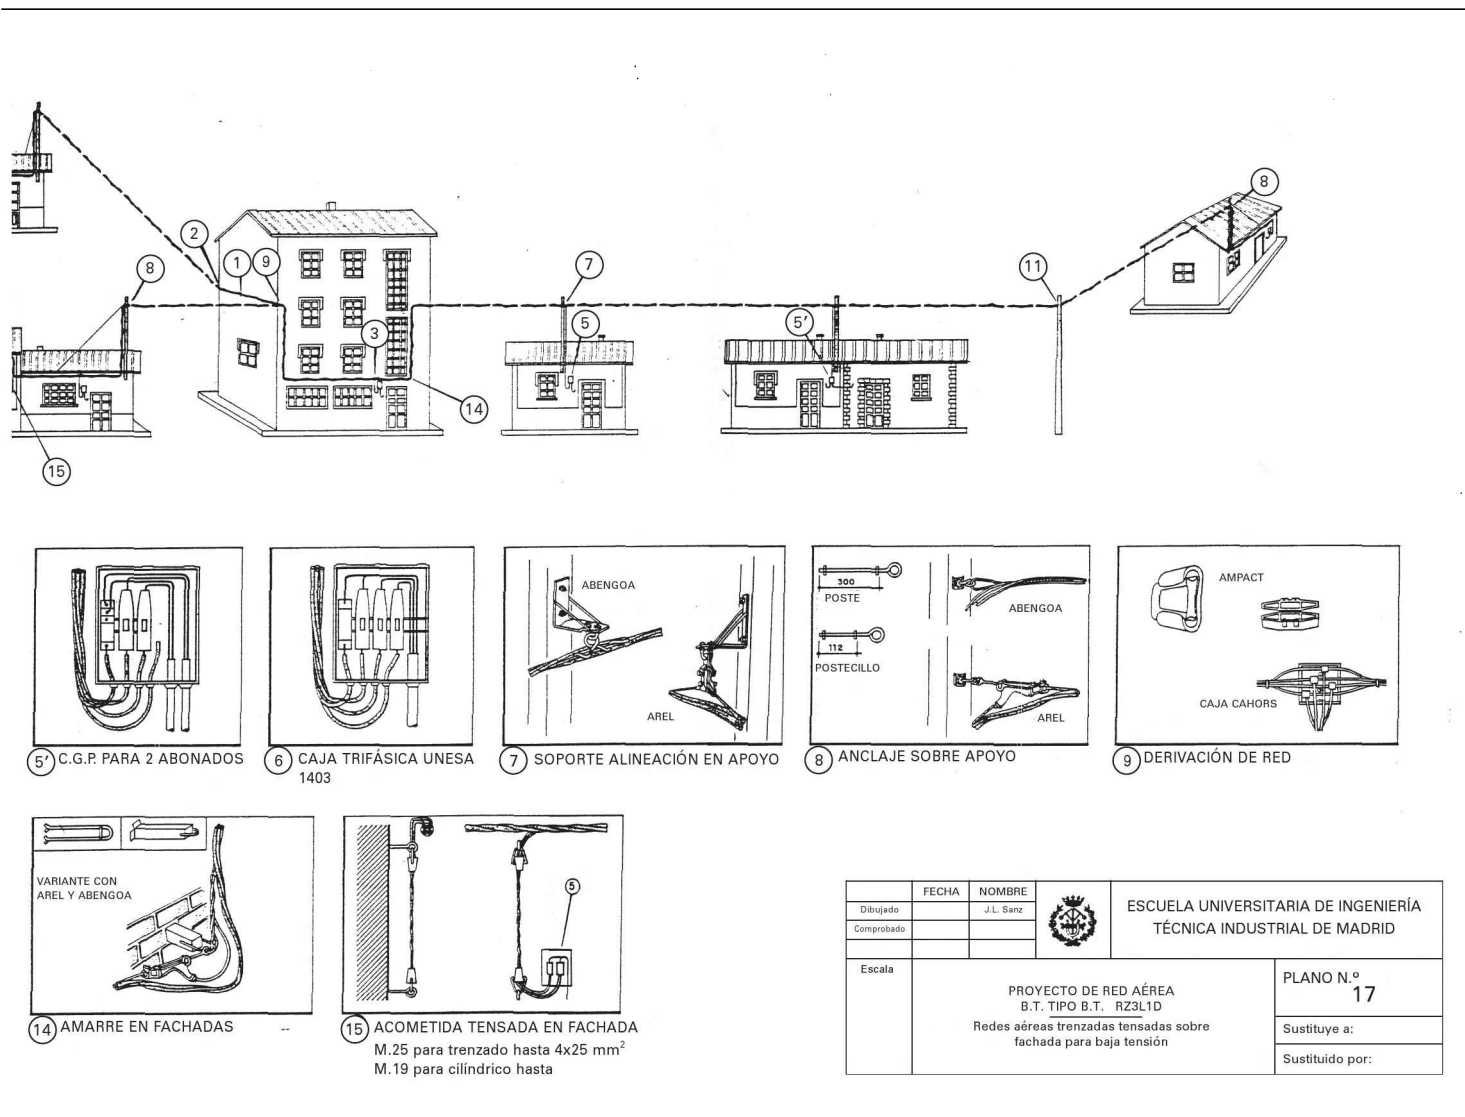 8
2
1
9
8
7
11
5
5'
3
14
15
ABENGOA
AREL
300
POSTE
112
POSTECILLO
ABENGOA
AREL
AMPACT
CAJA CAHORS
5' C.G.P. PARA 2 ABONADOS
6 CAJA TRIFÁSICA UNESA
1403
7 SOPORTE ALINEACIÓN EN APOYO
8 ANCLAJE SOBRE APOYO
9 DERIVACIÓN DE RED
VARIANTE CON
AREL Y ABENGOA
5
14 AMARRE EN FACHADAS --
15 ACOMETIDA TENSADA EN FACHADA
M.25 para trenzado hasta 4x25 mm²
M.19 para cilíndrico hasta
FECHA NOMBRE
Dibujado J.L. Sanz
Comprobado
ESCUELA UNIVERSITARIA DE INGENIERÍA
TÉCNICA INDUSTRIAL DE MADRID
Escala
PROYECTO DE RED AÉREA
B.T. TIPO B.T. RZ3L1D
Redes aéreas trenzadas tensadas sobre
fachada para baja tensión
PLANO N.º
17
Sustituye a:
Sustituido por: